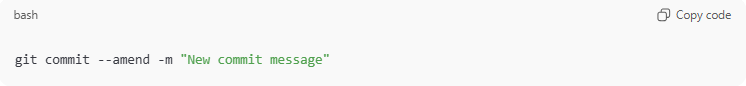 bash
Copy code
git commit --amend -m "New commit message"